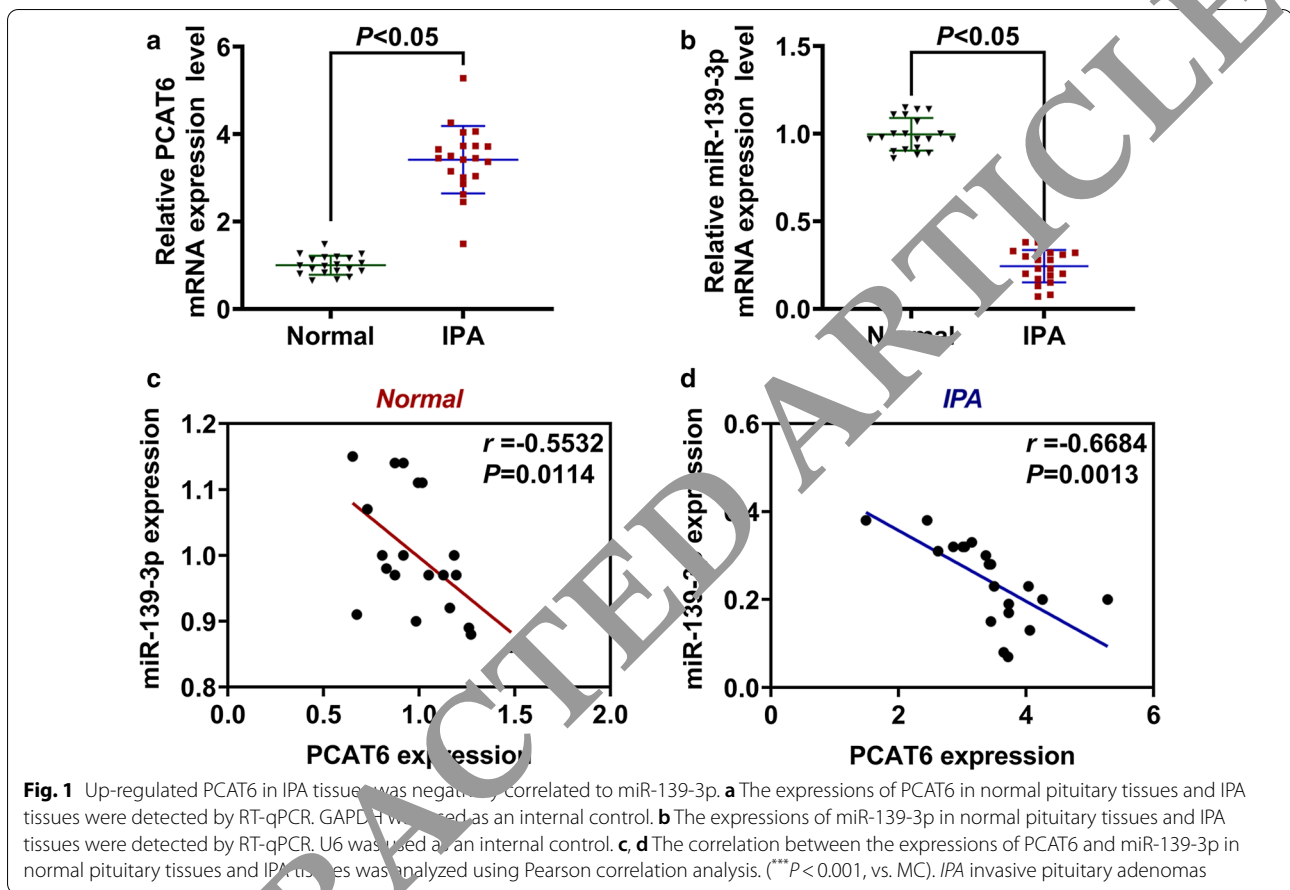 a
b
P<0.05
P<0.05
Relative PCAT6
mRNA expression level
6
4
2
0
Normal
IPA
Relative miR-139-3p
mRNA expression level
1.5
1.0
0.5
0.0
IPA
c
d
Normal
IPA
miR-139-3p expression
1.2
1.1
1.0
0.9
0.8
r =-0.5532
P=0.0114
0.0
0.5
1.0
1.5
2.0
PCAT6 expression
expression
0.6
0.2
0.0
r =-0.6684
P=0.0013
0
2
4
6
PCAT6 expression
Fig. 1 Up-regulated PCAT6 in IPA tissues was correlated to miR-139-3p. a The expressions of PCAT6 in normal pituitary tissues and IPA
tissues were detected by RT-qPCR. GAPDH used as an internal control. b The expressions of miR-139-3p in normal pituitary tissues and IPA
tissues were detected by RT-qPCR. U6 was used as an internal control. c, d The correlation between the expressions of PCAT6 and miR-139-3p in
normal pituitary tissues and IPA was analyzed using Pearson correlation analysis. (***P < 0.001, vs. MC). IPA invasive pituitary adenomas
ARTICLE